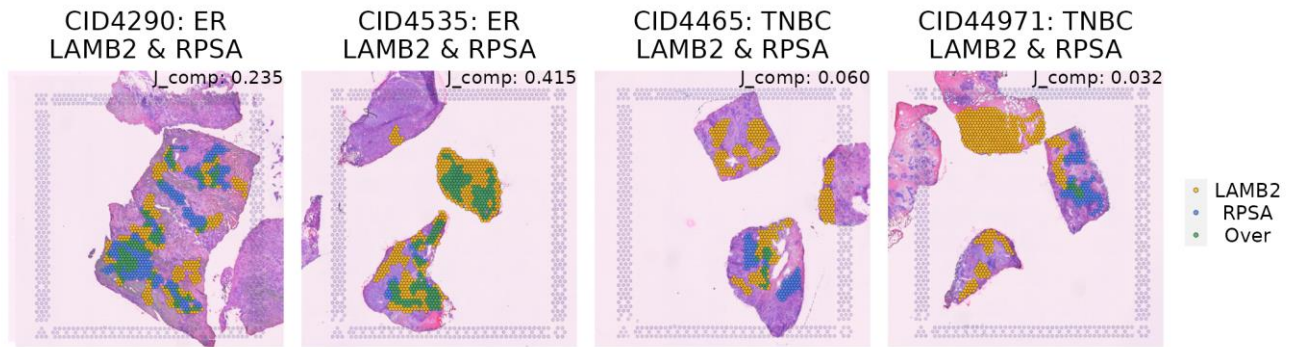 CID4290: ER
LAMB2 & RPSA
J_comp: 0.235
CID4535: ER
LAMB2 & RPSA
J_comp: 0.415
CID4465: TNBC
LAMB2 & RPSA
J_comp: 0.060
CID44971: TNBC
LAMB2 & RPSA
J_comp: 0.032
LAMB2
RPSA
Over